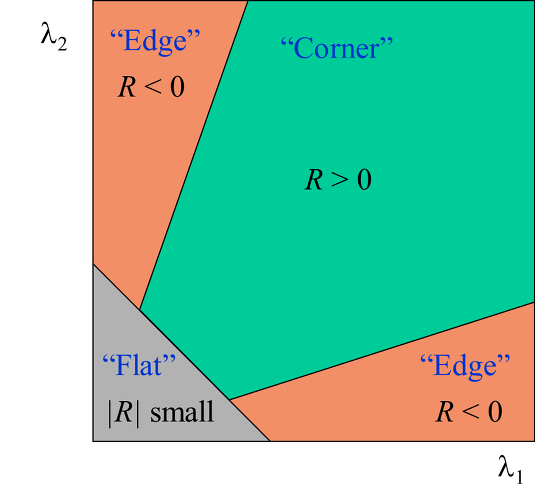 λ2
“Edge”
R < 0
“Corner”
R > 0
“Flat”
|R| small
“Edge”
R < 0
λ1